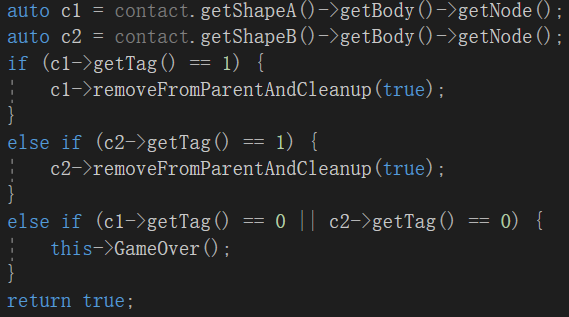 auto c1 = contact.getShapeA()->getBody()->getNode();
auto c2 = contact.getShapeB()->getBody()->getNode();
if (c1->getTag() == 1) {
    c1->removeFromParentAndCleanup(true);
}
else if (c2->getTag() == 1) {
    c2->removeFromParentAndCleanup(true);
}
else if (c1->getTag() == 0 || c2->getTag() == 0) {
    this->GameOver();
}
return true;